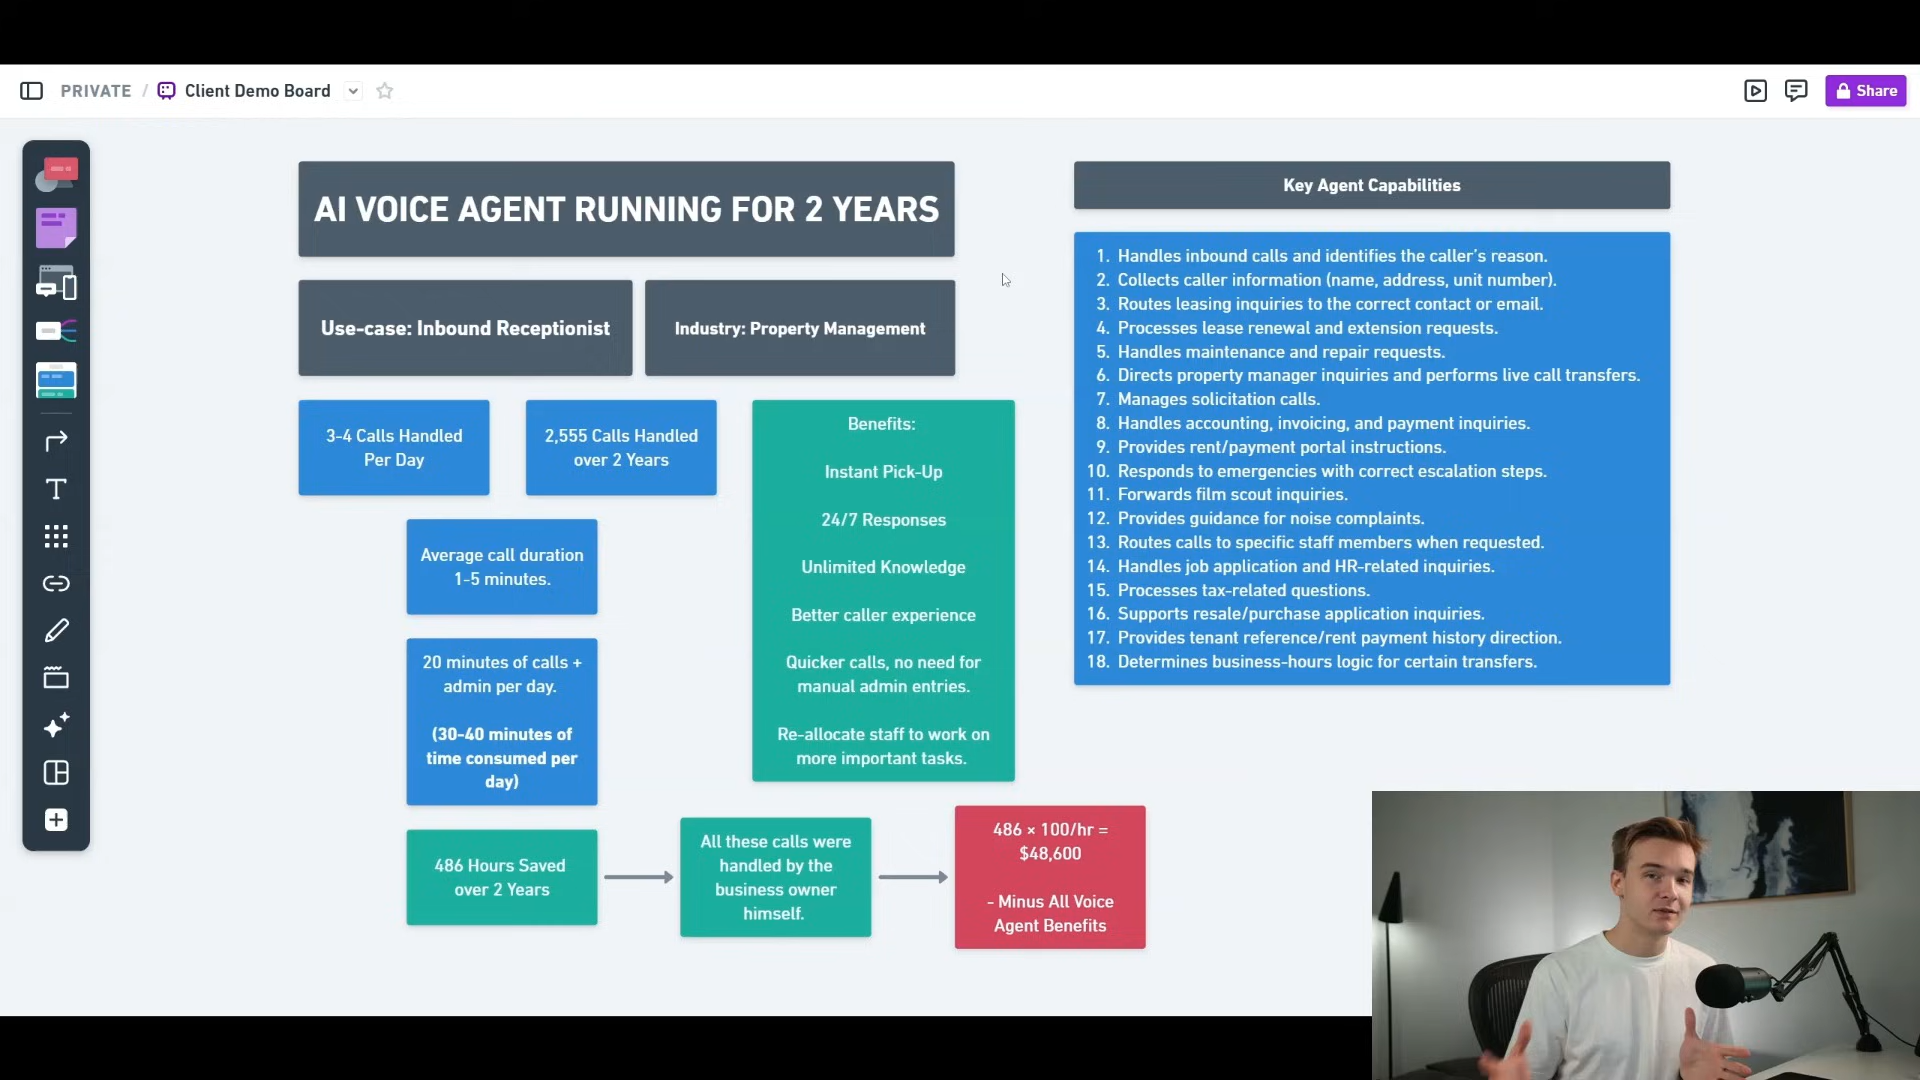 PRIVATE / Client Demo Board
Share
AI VOICE AGENT RUNNING FOR 2 YEARS
Use-case: Inbound Receptionist
Industry: Property Management
3-4 Calls Handled
Per Day
2,555 Calls Handled
over 2 Years
Average call duration
1-5 minutes.
20 minutes of calls +
admin per day.
(30-40 minutes of
time consumed per
day)
486 Hours Saved
over 2 Years
All these calls were
handled by the
business owner
himself.
486 × 100/hr =
$48,600
- Minus All Voice
Agent Benefits
Benefits:
Instant Pick-Up
24/7 Responses
Unlimited Knowledge
Better caller experience
Quicker calls, no need for
manual admin entries.
Re-allocate staff to work on
more important tasks.
Key Agent Capabilities
1. Handles inbound calls and identifies the caller's reason.
2. Collects caller information (name, address, unit number).
3. Routes leasing inquiries to the correct contact or email.
4. Processes lease renewal and extension requests.
5. Handles maintenance and repair requests.
6. Directs property manager inquiries and performs live call transfers.
7. Manages solicitation calls.
8. Handles accounting, invoicing, and payment inquiries.
9. Provides rent/payment portal instructions.
10. Responds to emergencies with correct escalation steps.
11. Forwards film scout inquiries.
12. Provides guidance for noise complaints.
13. Routes calls to specific staff members when requested.
14. Handles job application and HR-related inquiries.
15. Processes tax-related questions.
16. Supports resale/purchase application inquiries.
17. Provides tenant reference/rent payment history direction.
18. Determines business-hours logic for certain transfers.